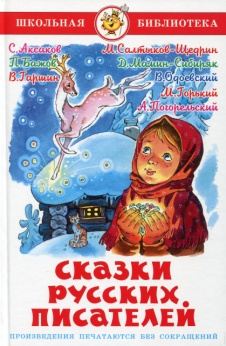 ШКОЛЬНАЯ БИБЛИОТЕКА
С. Аксаков М. Салтыков-Щедрин
П. Бажов Д. Мамин-Сибиряк
В. Гаршин В. Одоевский
М. Горький
А. Погорельский
СКАЗКИ
РУССКИХ
ПИСАТЕЛЕЙ
ПРОИЗВЕДЕНИЯ ПЕЧАТАЮТСЯ БЕЗ СОКРАЩЕНИЙ